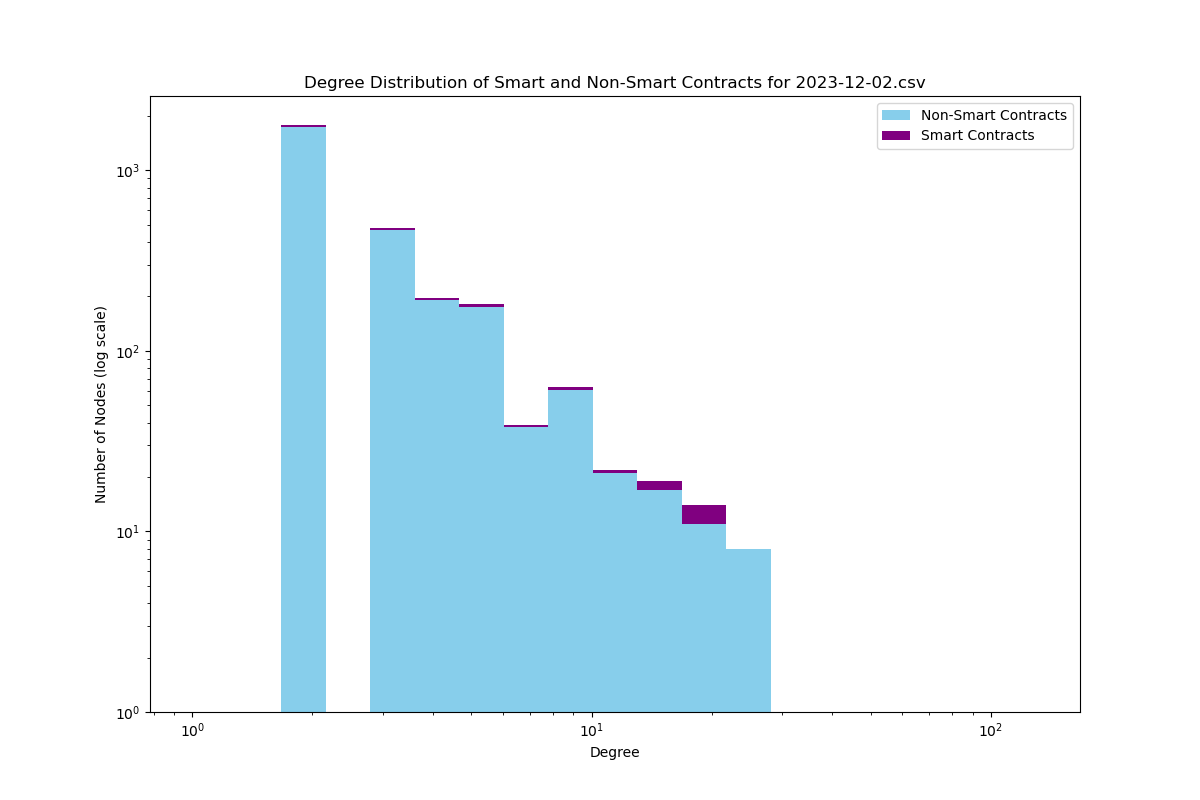 Degree Distribution of Smart and Non-Smart Contracts for 2023-12-02.csv
Non-Smart Contracts
Smart Contracts
Number of Nodes (log scale)
10³
10²
10¹
10⁰
10⁰ 10¹ 10²
Degree